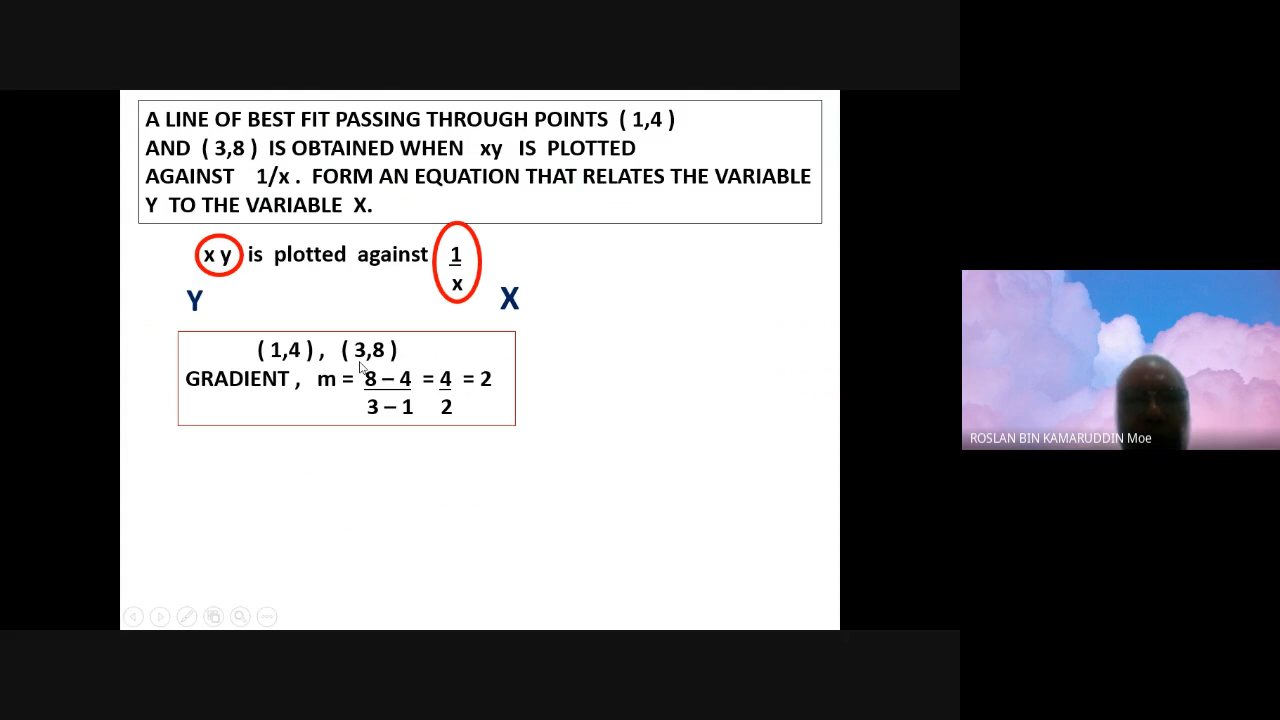 A LINE OF BEST FIT PASSING THROUGH POINTS ( 1,4 )
AND ( 3,8 ) IS OBTAINED WHEN xy IS PLOTTED
AGAINST 1/x . FORM AN EQUATION THAT RELATES THE VARIABLE
Y TO THE VARIABLE X.
x y is plotted against 1
x
Y X
( 1,4 ) , ( 3,8 )
GRADIENT , m = 8 – 4 = 4 = 2
3 – 1 2
ROSLAN BIN KAMARUDDIN Moe